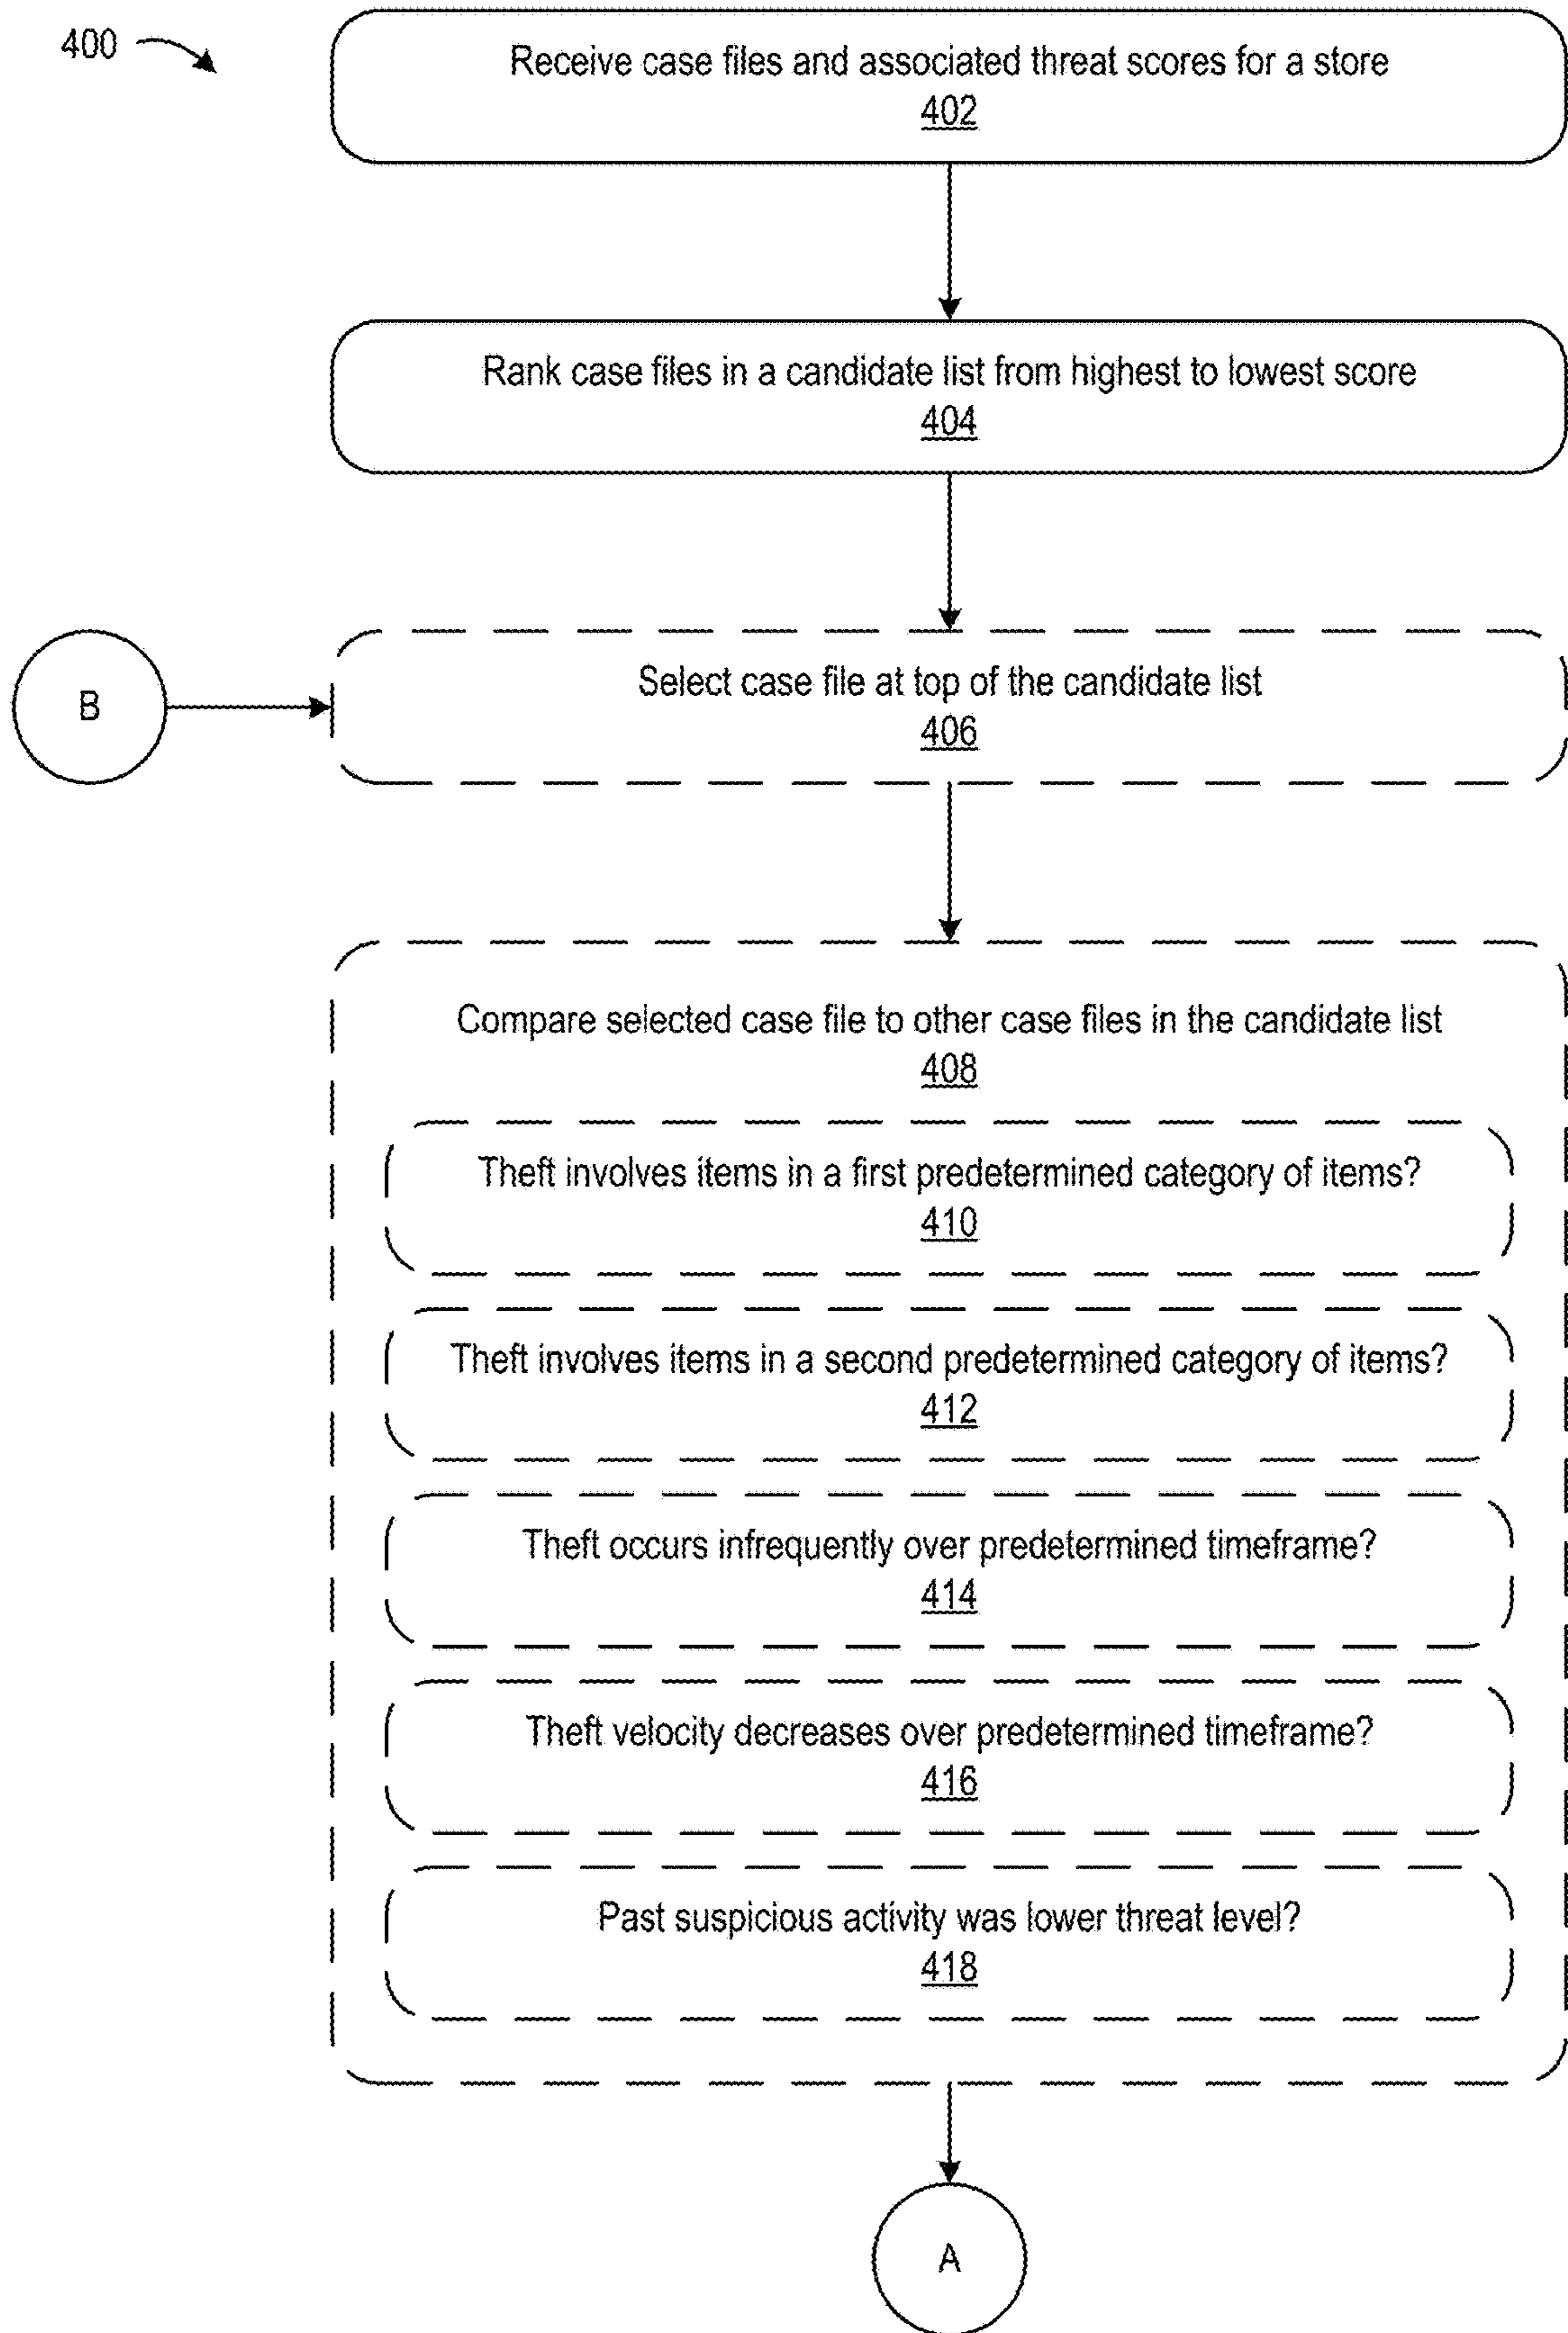 400
Receive case files and associated threat scores for a store
402
Rank case files in a candidate list from highest to lowest score
404
B
Select case file at top of the candidate list
406
Compare selected case file to other case files in the candidate list
408
Theft involves items in a first predetermined category of items?
410
Theft involves items in a second predetermined category of items?
412
Theft occurs infrequently over predetermined timeframe?
414
Theft velocity decreases over predetermined timeframe?
416
Past suspicious activity was lower threat level?
418
A